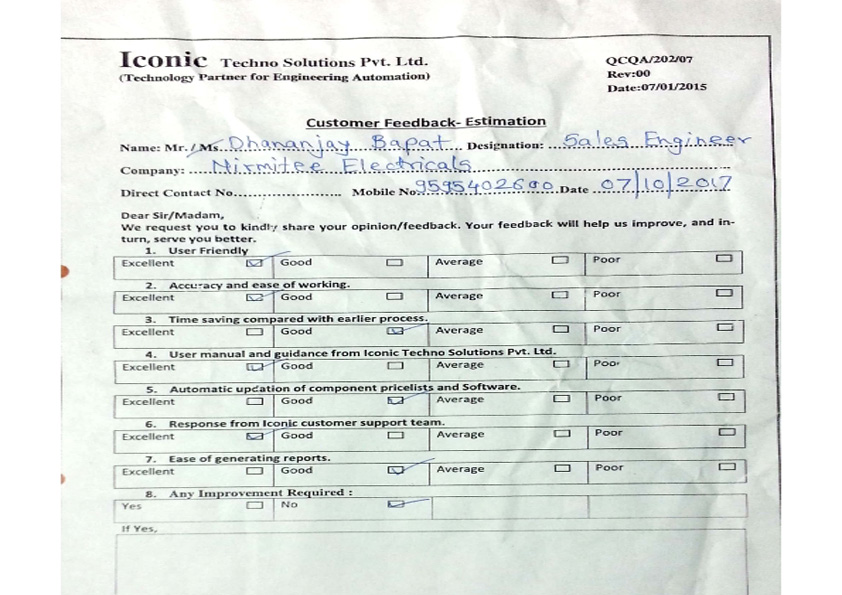 Iconic Techno Solutions Pvt. Ltd.
(Technology Partner for Engineering Automation)
QCQA/202/07
Rev:00
Date:07/01/2015
Customer Feedback- Estimation
Name: Mr./Ms. Dhananjay Bapat Designation: Sales Engineer
Company: Nirmitee Electricals
Direct Contact No. Mobile No. 9595402690 Date 07/10/2017
Dear Sir/Madam,
We request you to kindly share your opinion/feedback. Your feedback will help us improve, and in-
turn, serve you better.
1. User Friendly
Excellent Good Average Poor
2. Accuracy and ease of working.
Excellent Good Average Poor
3. Time saving compared with earlier process.
Excellent Good Average Poor
4. User manual and guidance from Iconic Techno Solutions Pvt. Ltd.
Excellent Good Average Poor
5. Automatic updation of component pricelists and Software.
Excellent Good Average Poor
6. Response from Iconic customer support team.
Excellent Good Average Poor
7. Ease of generating reports.
Excellent Good Average Poor
8. Any Improvement Required :
Yes No
If Yes,